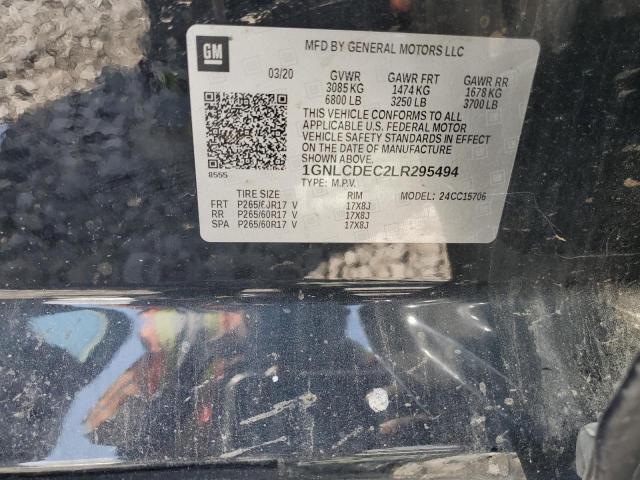 GM
MFD BY GENERAL MOTORS LLC
03/20 GVWR GAWR FRT GAWR RR
3085 KG 1474 KG 1678 KG
6800 LB 3250 LB 3700 LB
THIS VEHICLE CONFORMS TO ALL
APPLICABLE U.S. FEDERAL MOTOR
VEHICLE SAFETY STANDARDS IN EFFECT
ON THE DATE OF MANUFACTURE
SHOWN ABOVE.
8555
1GNLCDEC2LR295494
TYPE: M.P.V. MODEL: 24CC15706
TIRE SIZE RIM
FRT P265/6JR17 V 17X8J
RR P265/60R17 V 17X8J
SPA P265/60R17 V 17X8J